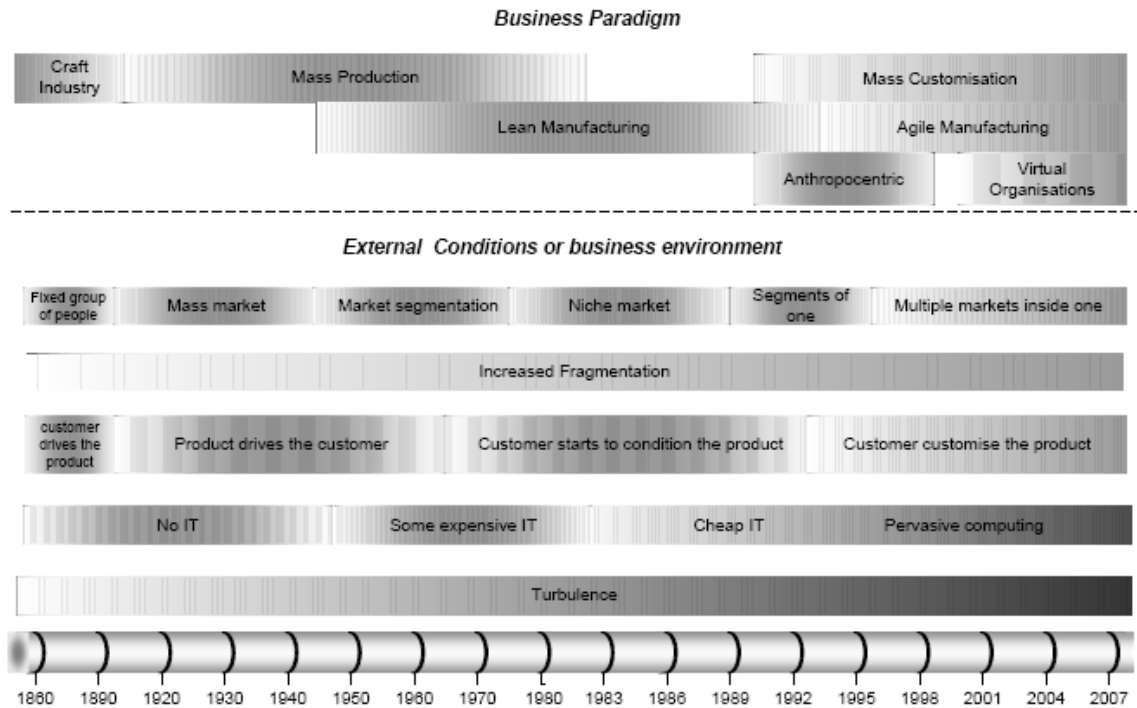 Business Paradigm
Craft
Industry
Mass Production
Mass Customisation
Lean Manufacturing
Agile Manufacturing
Anthropocentric
Virtual
Organisations
External Conditions or business environment
Fixed group
of people
Mass market
Market segmentation
Niche market
Segments of
one
Multiple markets inside one
Increased Fragmentation
customer
drives the
product
Product drives the customer
Customer starts to condition the product
Customer customise the product
No IT
Some expensive IT
Cheap IT
Pervasive computing
Turbulence
1860 1890 1920 1930 1940 1950 1960 1970 1980 1983 1986 1989 1992 1995 1998 2001 2004 2007